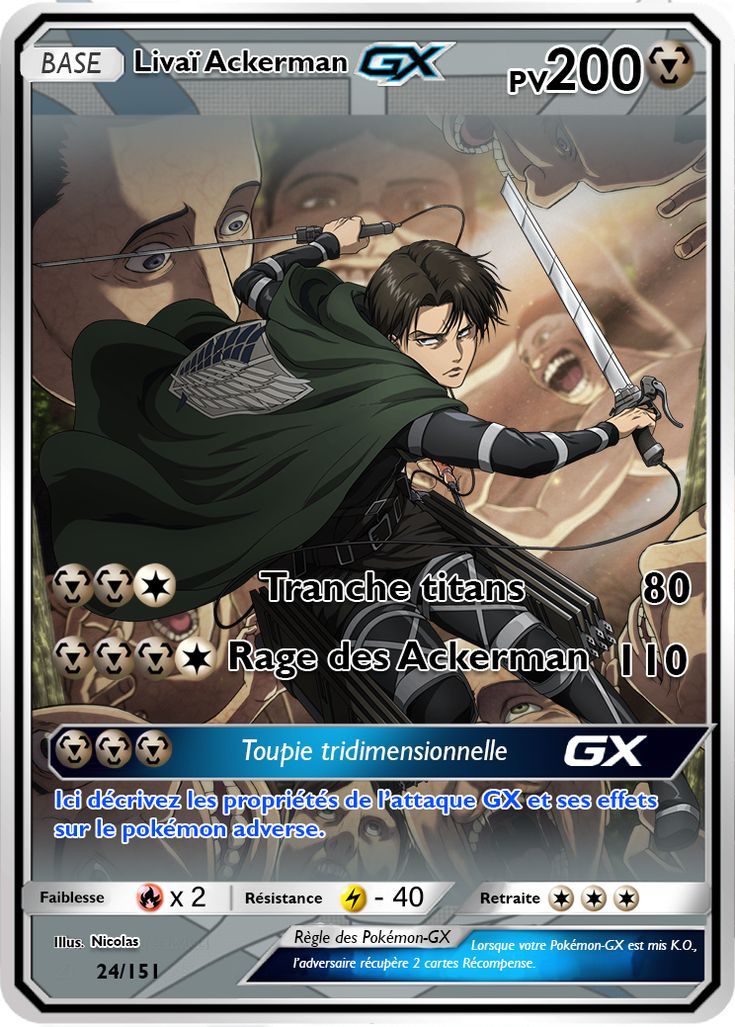 BASE Livaï Ackerman GX PV200
Tranche titans 80
Rage des Ackerman 110
Toupie tridimensionnelle GX
Ici décrivez les propriétés de l'attaque GX et ses effets
sur le pokémon adverse.
Faiblesse x 2 Résistance - 40 Retraite
Illus. Nicolas
24/151
Règle des Pokémon-GX
Lorsque votre Pokémon-GX est mis K.O.,
l'adversaire récupère 2 cartes Récompense.